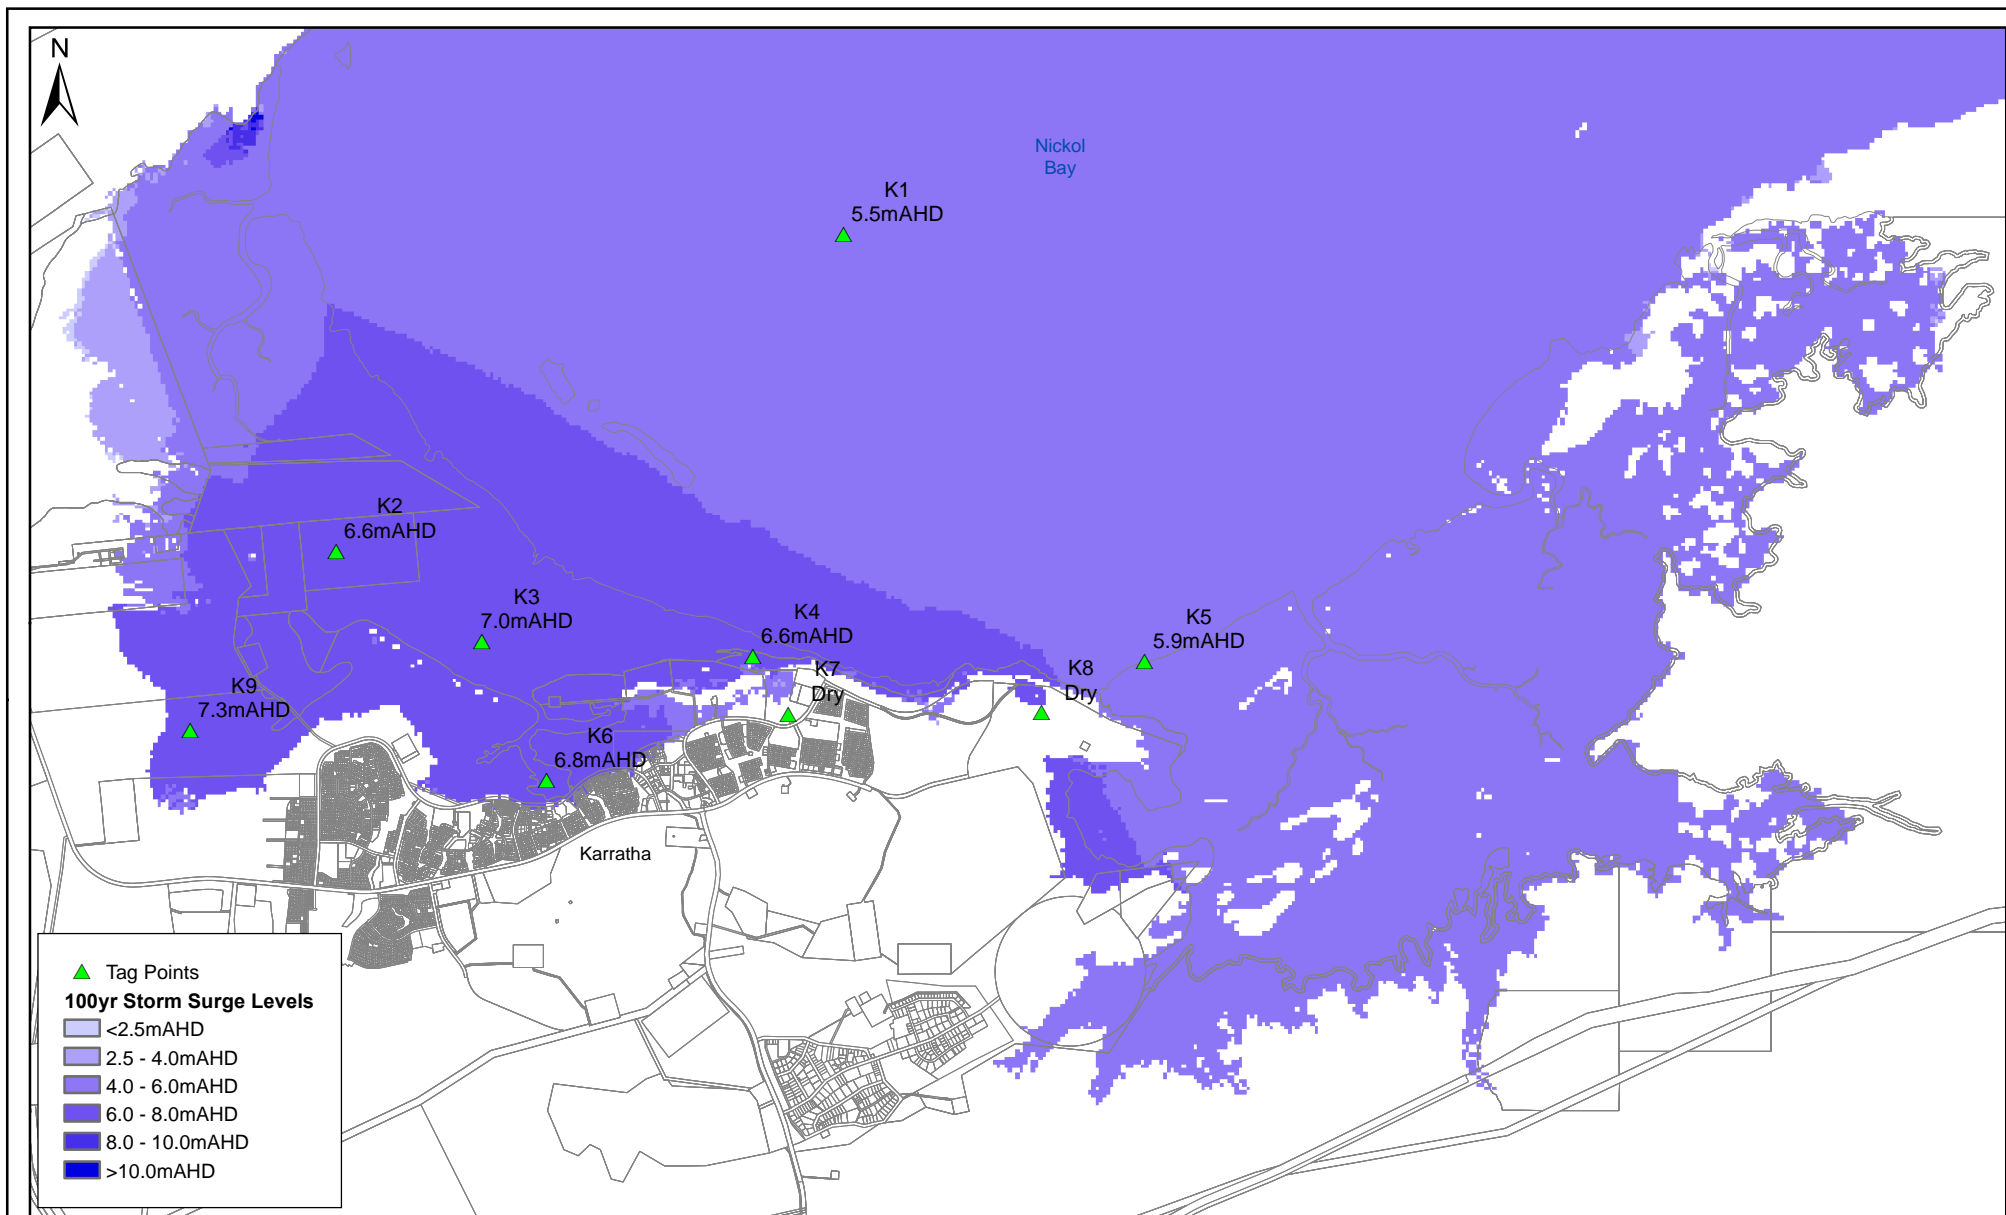 N
Nickol
Bay
K1
5.5mAHD
K2
6.6mAHD
K3
7.0mAHD
K4
6.6mAHD
K5
5.9mAHD
K7
Dry
K8
Dry
K9
7.3mAHD
K6
6.8mAHD
Karratha
Tag Points
100yr Storm Surge Levels
<2.5mAHD
2.5 - 4.0mAHD
4.0 - 6.0mAHD
6.0 - 8.0mAHD
8.0 - 10.0mAHD
>10.0mAHD